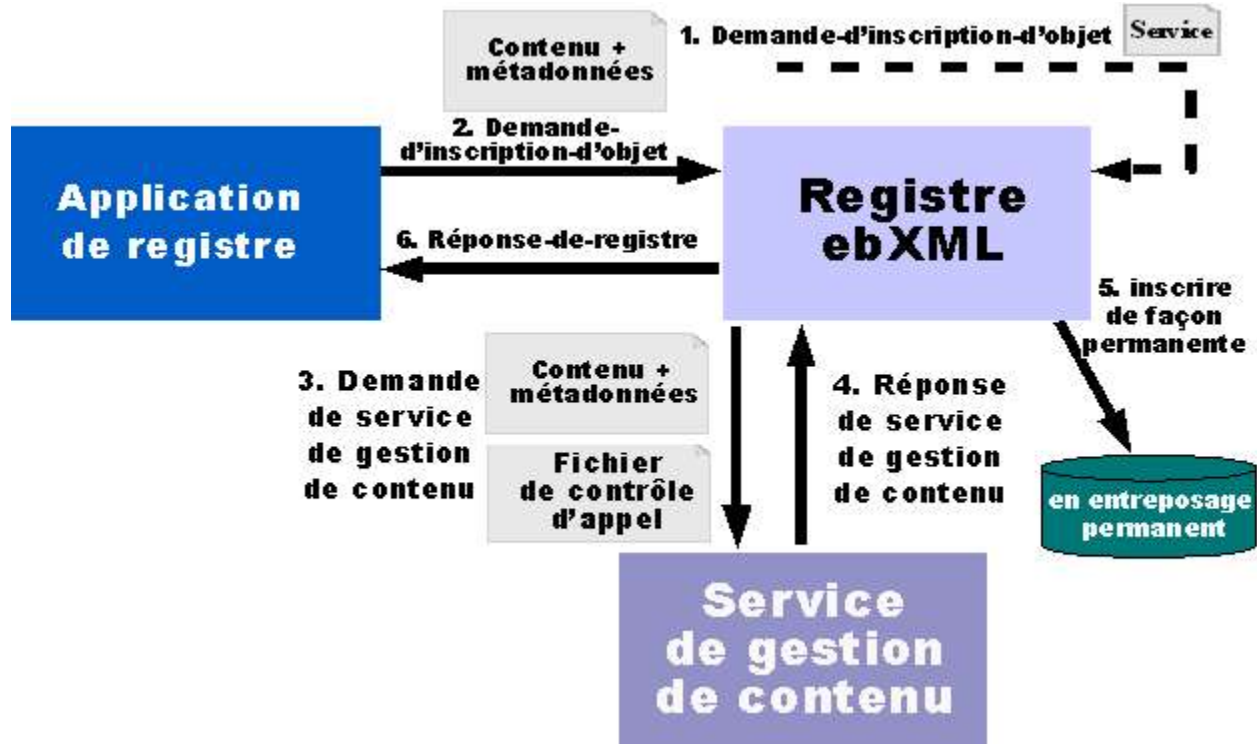 Contenu +
métadonnées
1. Demande-d'inscription-d'objet
Service
2. Demande-
d'inscription-d'objet
Application
de registre
Registre
ebXML
6. Réponse-de-registre
5. inscrire
de façon
permanente
3. Demande
de service
de gestion
de contenu
Contenu +
métadonnées
Fichier
de contrôle
d'appel
4. Réponse
de service
de gestion
de contenu
en entreposage
permanent
Service
de gestion
de contenu